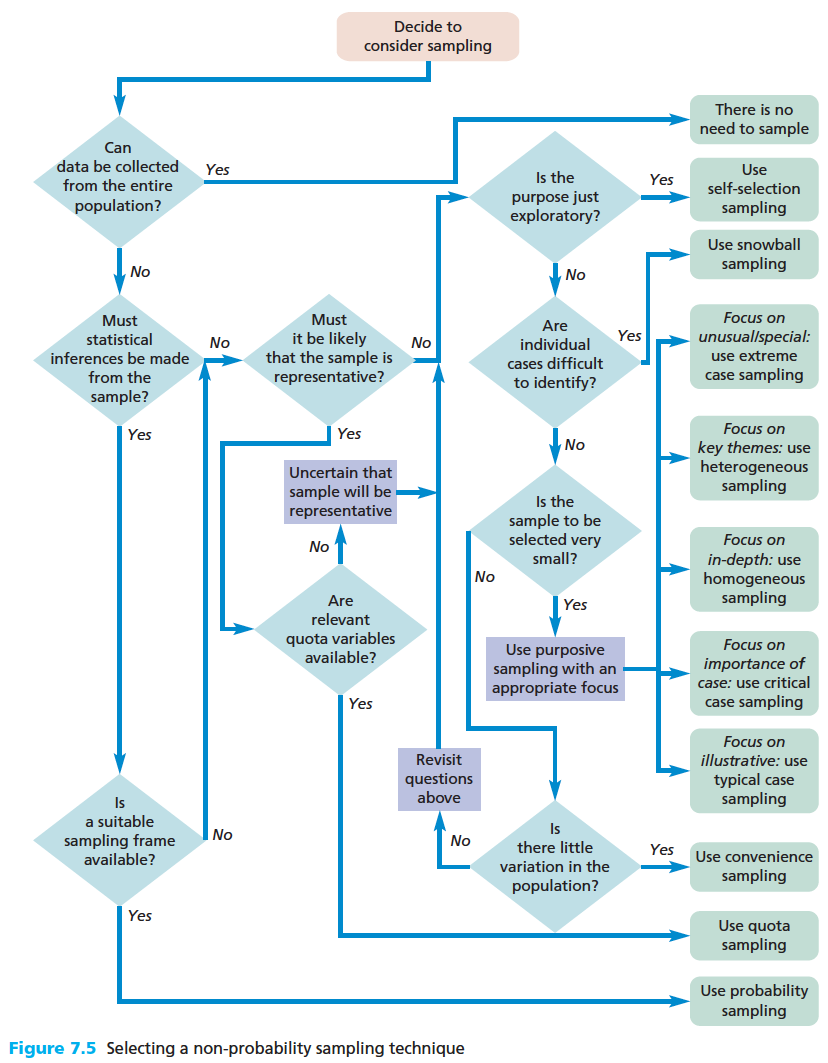 Decide to
consider sampling
Can
data be collected
from the entire
population?
Yes
No
There is no
need to sample
Must
statistical
inferences be made
from the
sample?
No
Yes
Must
it be likely
that the sample is
representative?
No
Yes
Uncertain that
sample will be
representative
No
Are
relevant
quota variables
available?
Yes
Is
a suitable
sampling frame
available?
No
Yes
Is the
purpose just
exploratory?
Yes
No
Use
self-selection
sampling
Are
individual
cases difficult
to identify?
Yes
No
Use snowball
sampling
Is the
sample to be
selected very
small?
No
Yes
Use purposive
sampling with an
appropriate focus
Focus on
unusual/special:
use extreme
case sampling
Focus on
key themes: use
heterogeneous
sampling
Focus on
in-depth: use
homogeneous
sampling
Focus on
importance of
case: use critical
case sampling
Focus on
illustrative: use
typical case
sampling
Revisit
questions
above
No
Is
there little
variation in the
population?
Yes
Use convenience
sampling
Use quota
sampling
Use probability
sampling
Figure 7.5 Selecting a non-probability sampling technique